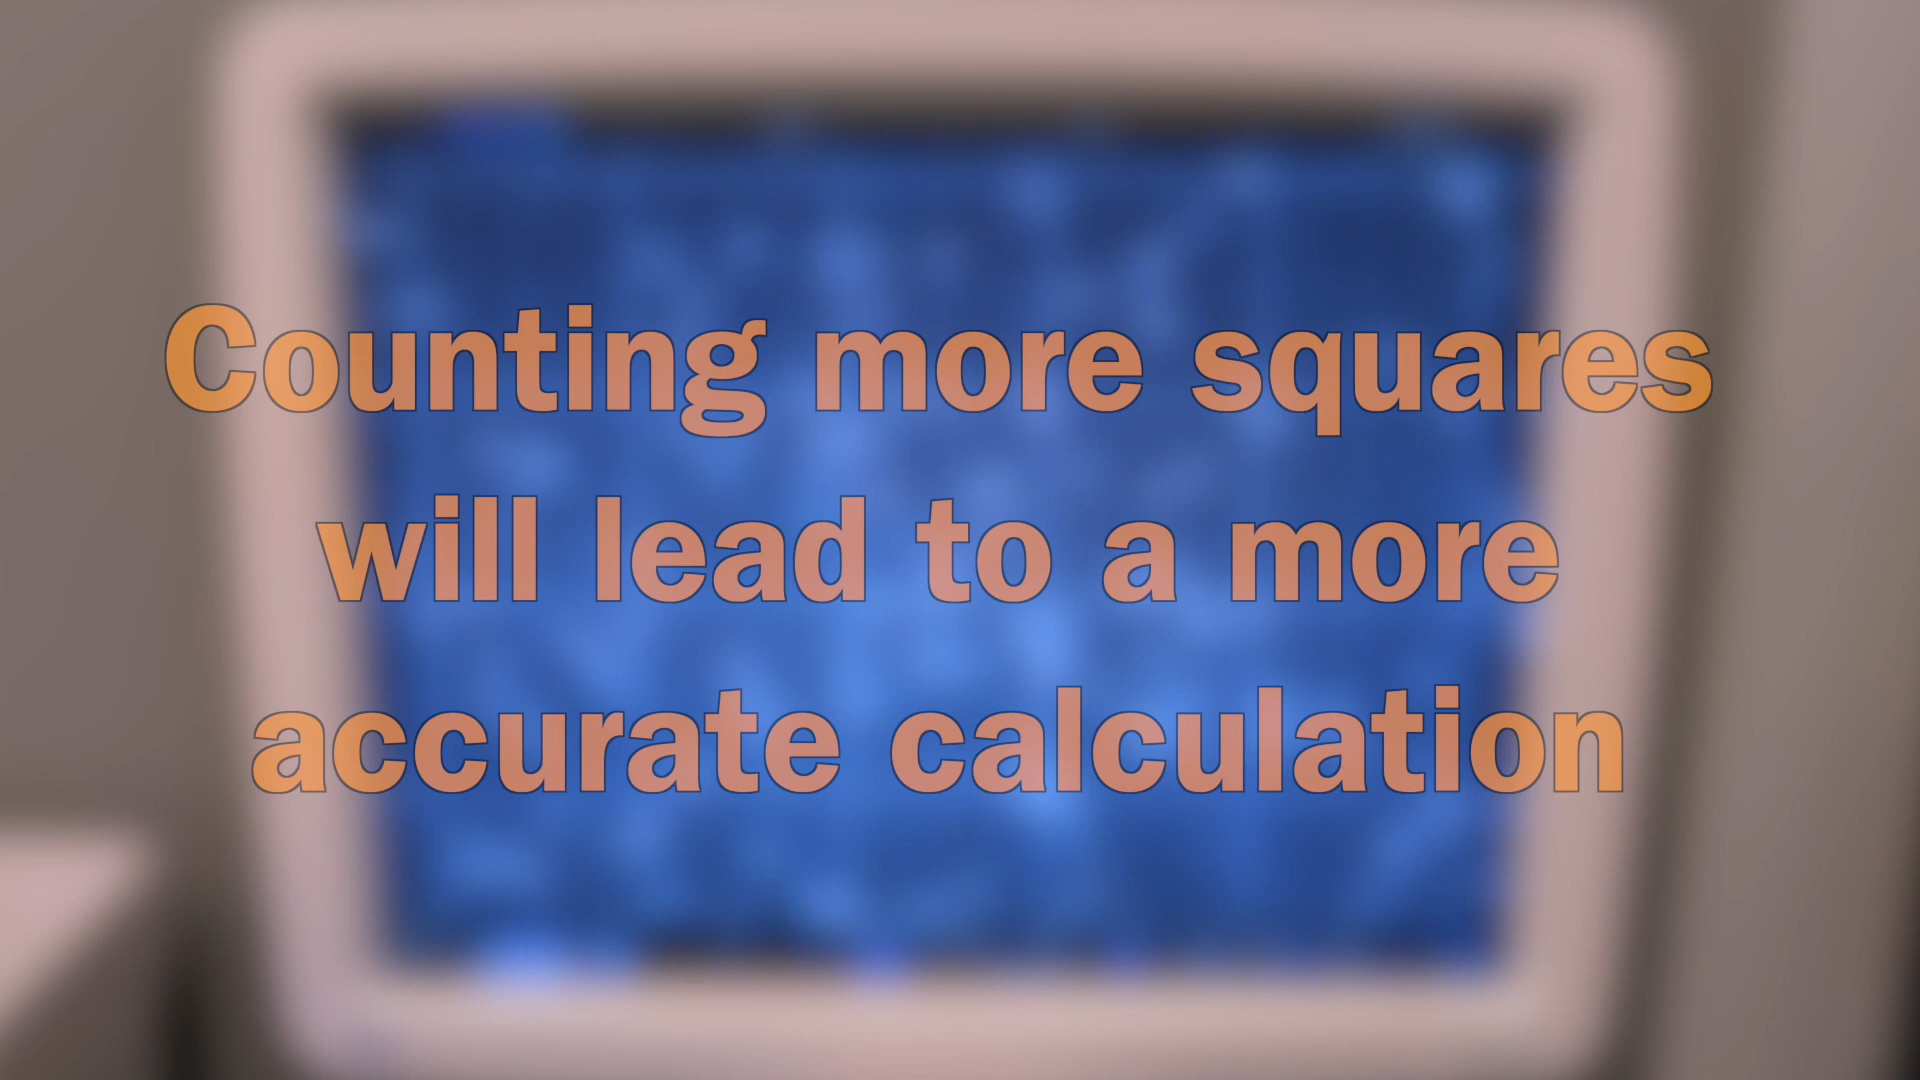 Counting more squares
will lead to a more
accurate calculation